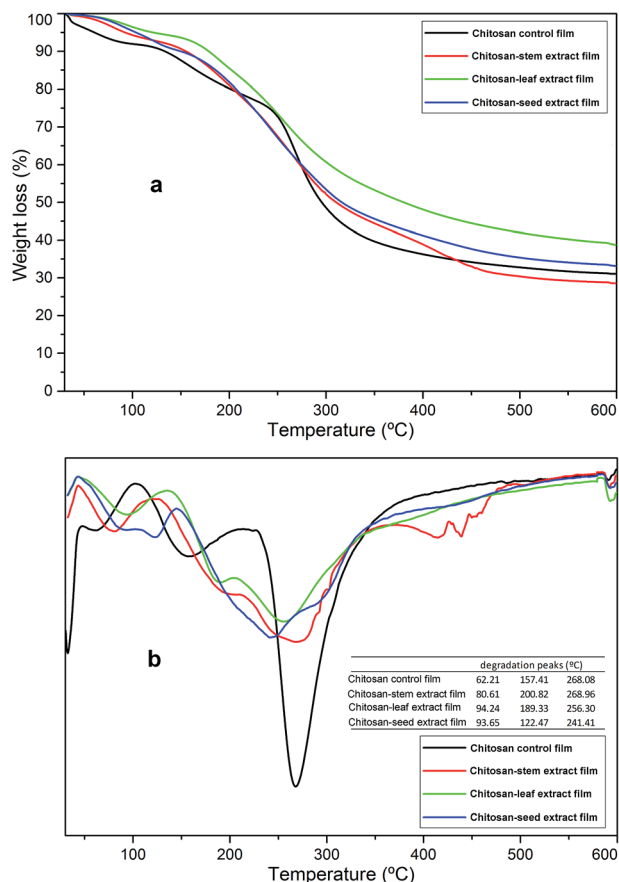 100
90
80
70
60
50
40
30
20
10
0
Weight loss (%)
Chitosan control film
Chitosan-stem extract film
Chitosan-leaf extract film
Chitosan-seed extract film
a
100 200 300 400 500 600
Temperature (ºC)
b
degradation peaks (ºC)
Chitosan control film 62.21 157.41 268.08
Chitosan-stem extract film 80.61 200.82 268.96
Chitosan-leaf extract film 94.24 189.33 256.30
Chitosan-seed extract film 93.65 122.47 241.41
Chitosan control film
Chitosan-stem extract film
Chitosan-leaf extract film
Chitosan-seed extract film
100 200 300 400 500 600
Temperature (ºC)